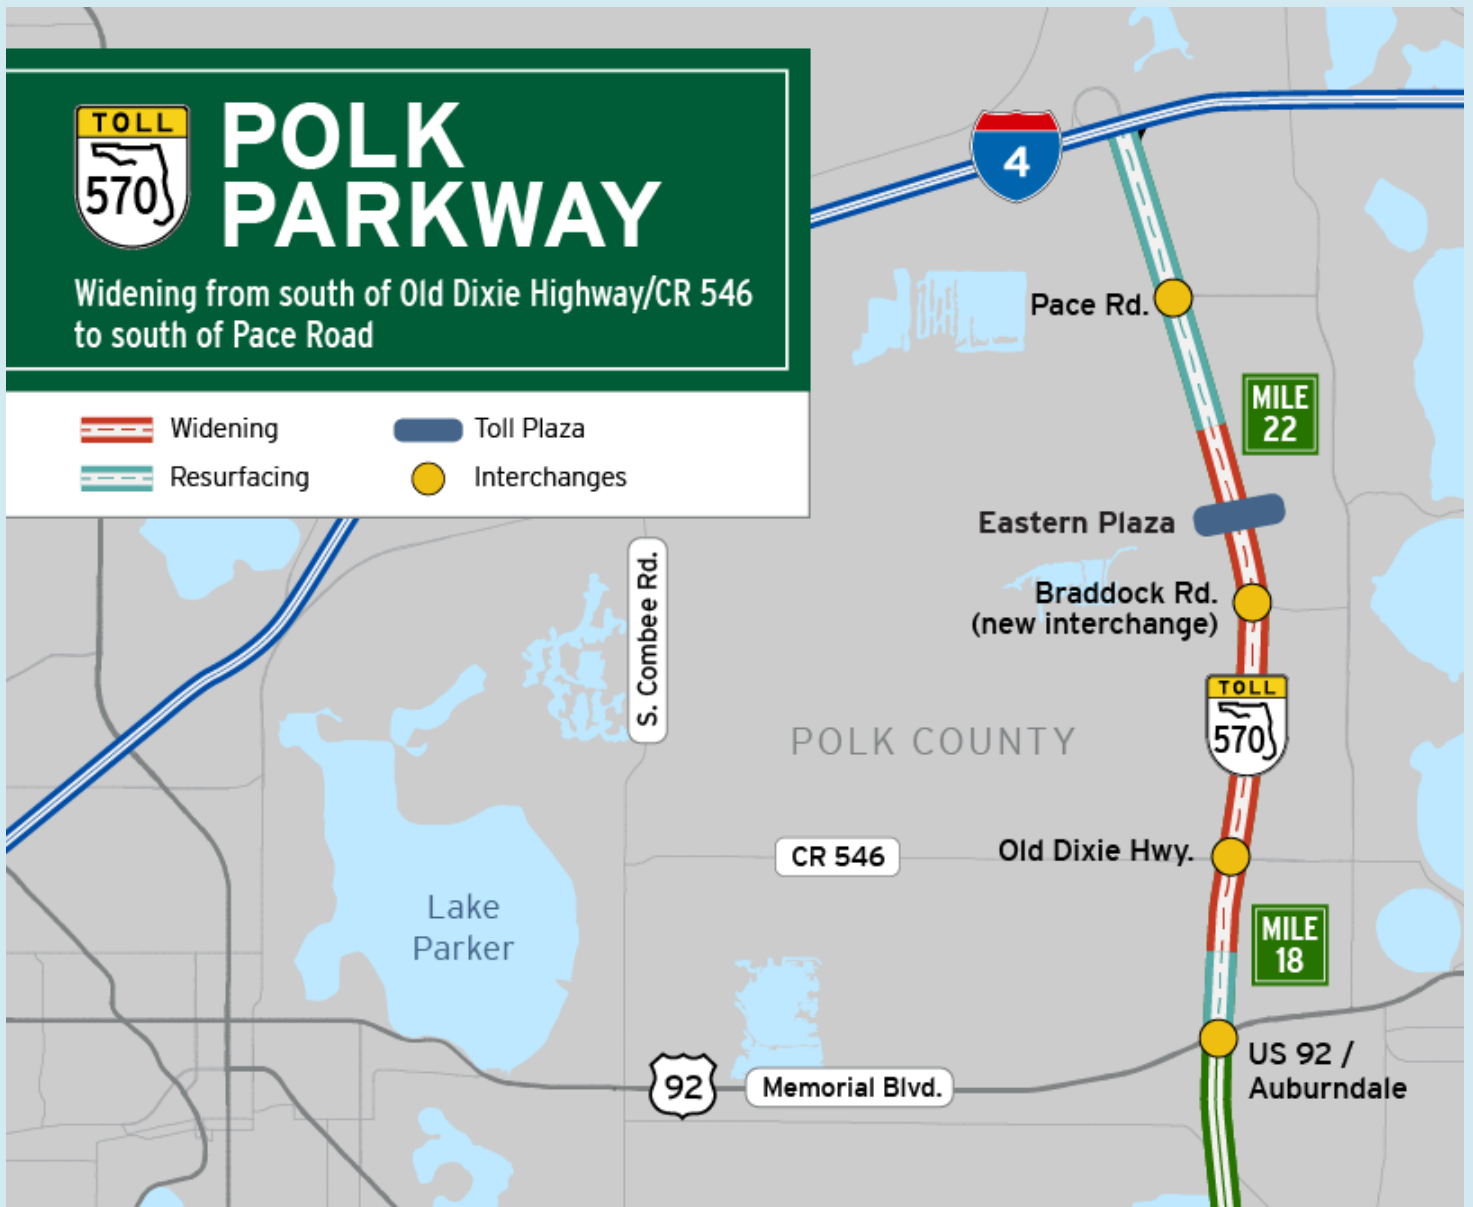 TOLL
570
POLK
PARKWAY
Widening from south of Old Dixie Highway/CR 546
to south of Pace Road
Widening
Toll Plaza
Resurfacing
Interchanges
4
Pace Rd.
MILE
22
Eastern Plaza
Braddock Rd.
(new interchange)
S. Combee Rd.
TOLL
570
POLK COUNTY
CR 546
Old Dixie Hwy.
Lake
Parker
MILE
18
US 92 /
Auburndale
92
Memorial Blvd.